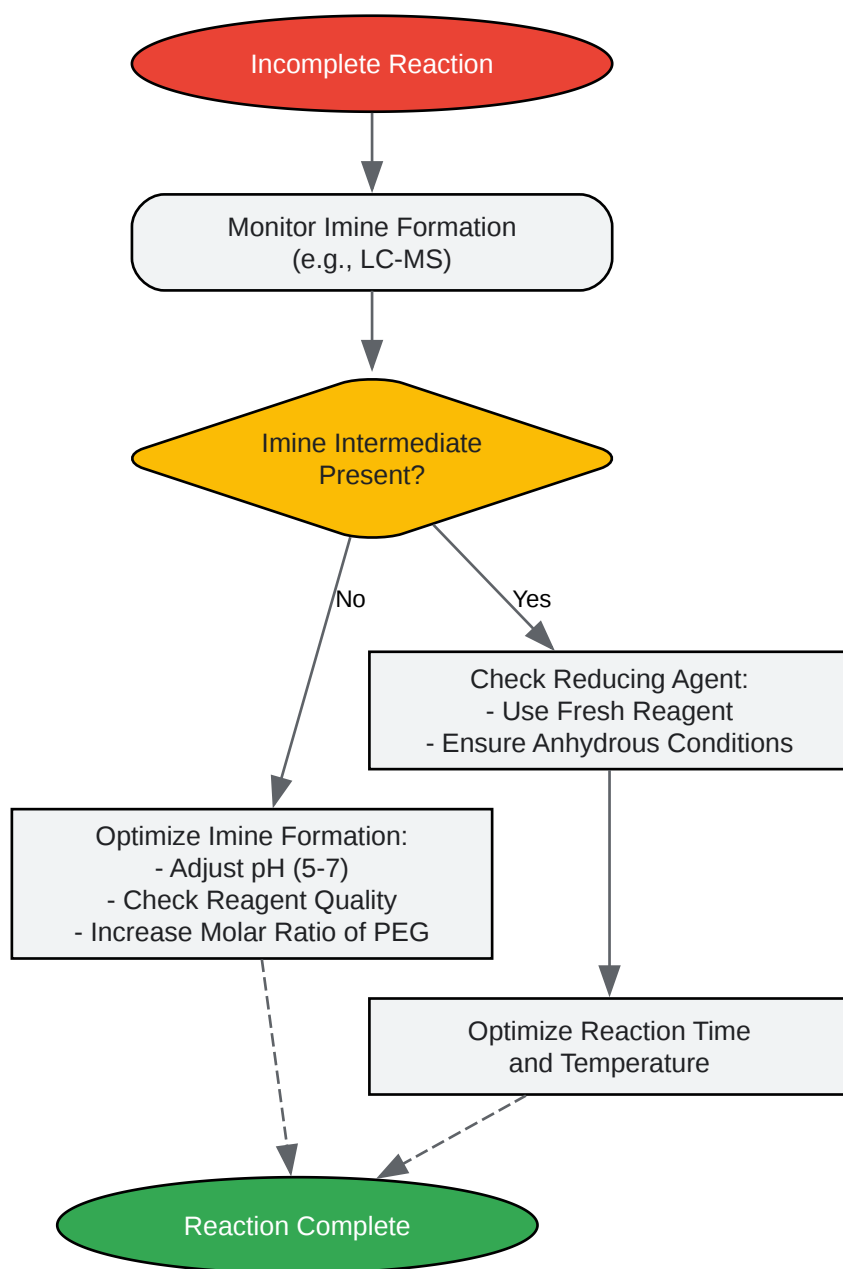 Incomplete Reaction
Monitor Imine Formation
(e.g., LC-MS)
Imine Intermediate
Present?
No
Yes
Check Reducing Agent:
- Use Fresh Reagent
- Ensure Anhydrous Conditions
Optimize Imine Formation:
- Adjust pH (5-7)
- Check Reagent Quality
- Increase Molar Ratio of PEG
Optimize Reaction Time
and Temperature
Reaction Complete